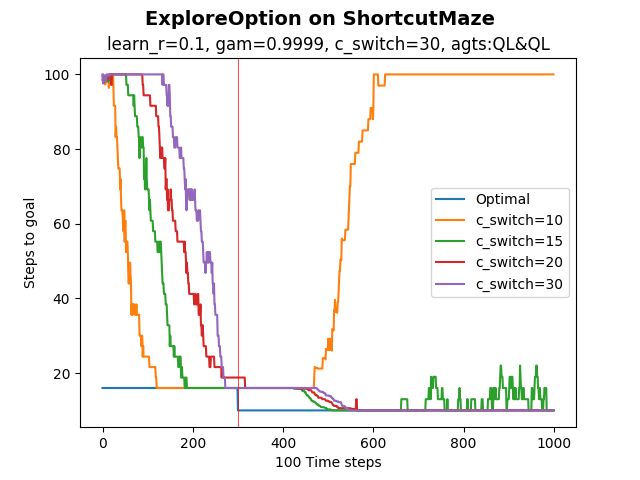 ExploreOption on ShortcutMaze
learn_r=0.1, gam=0.9999, c_switch=30, agts:QL&QL
Steps to goal
100
80
60
40
20
Optimal
c_switch=10
c_switch=15
c_switch=20
c_switch=30
0 200 400 600 800 1000
100 Time steps